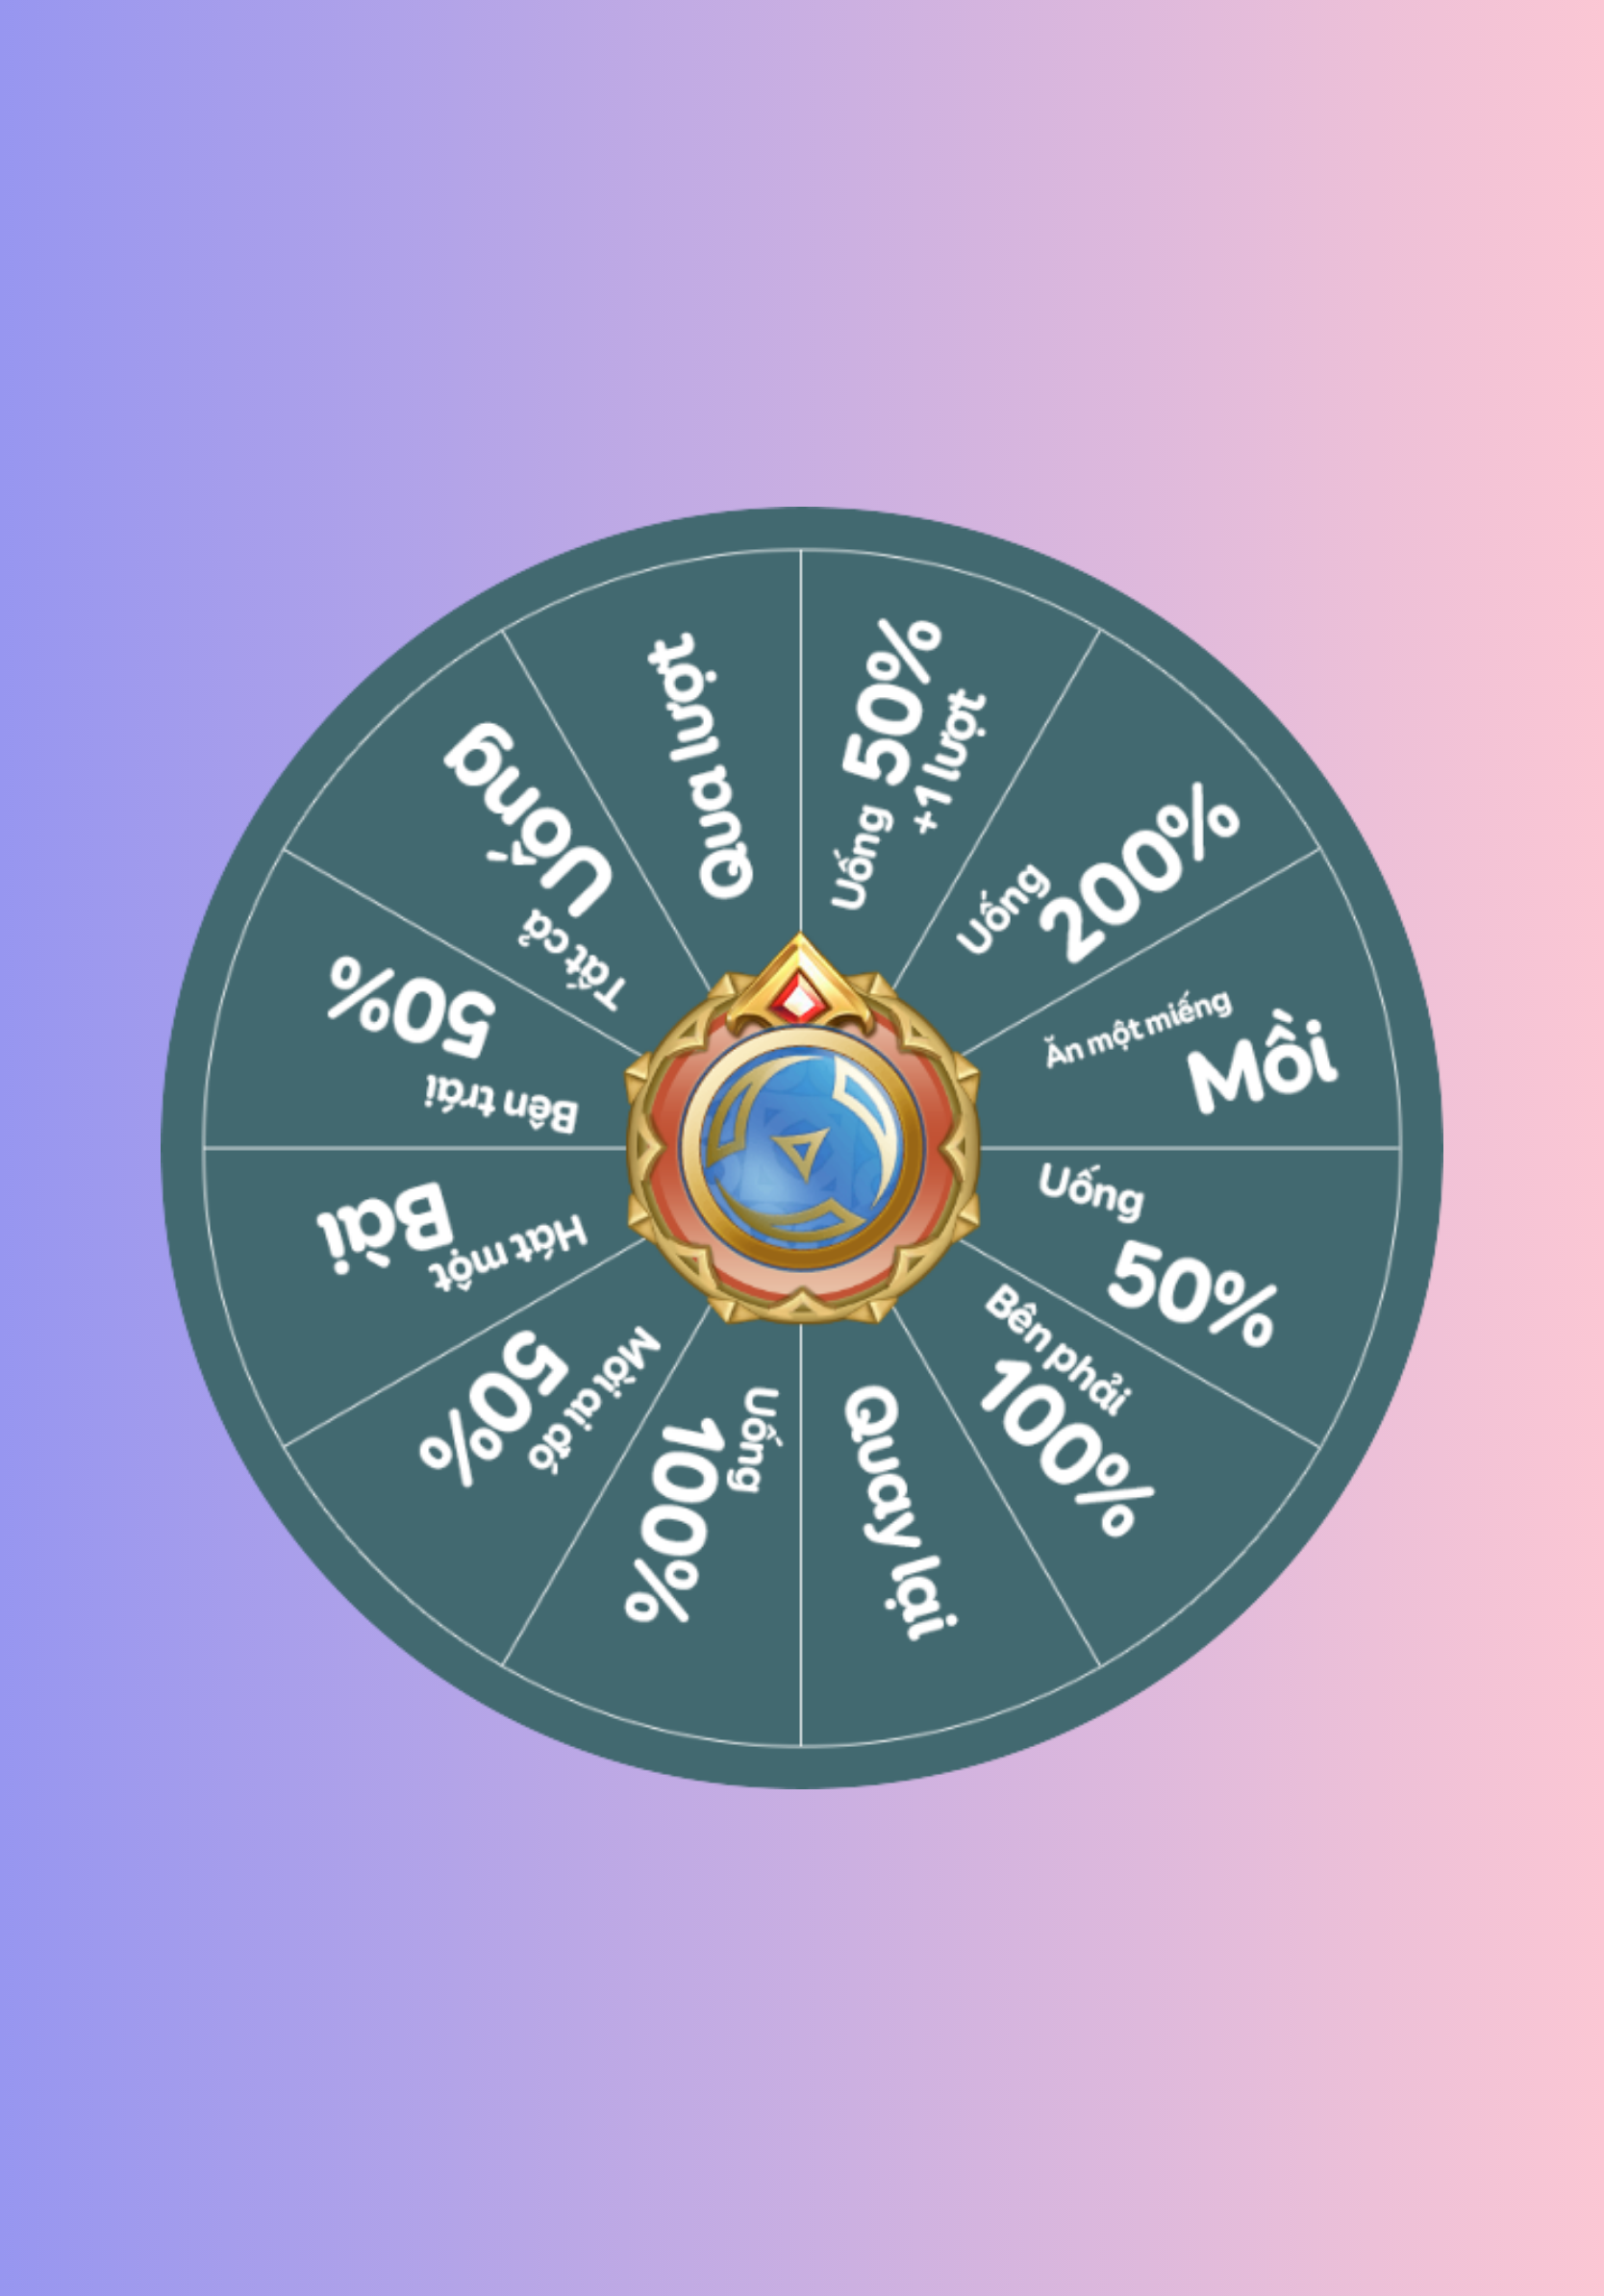 Uống 50%
+1 lượt
Uống
200%
Ăn một miếng
Mồi
Uống
50%
Bên phải
100%
Quay lại
Uống
100%
Mời ai đó
50%
Hát một
Bài
Bên trái
50%
Tất cả
Uống
Qua lượt